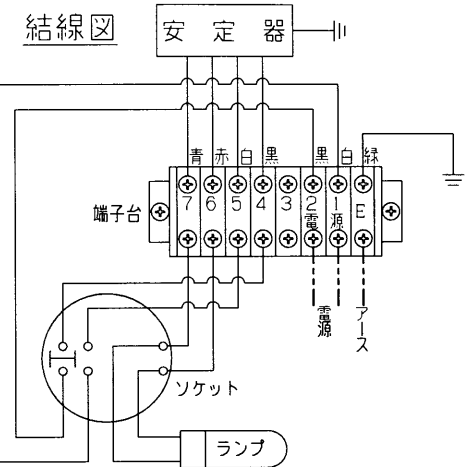 結線図
安定器
青 赤 白 黒 黒 白 緑
端子台
7 6 5 4 3 2 1 E
電源
電源
アース
ソケット
ランプ